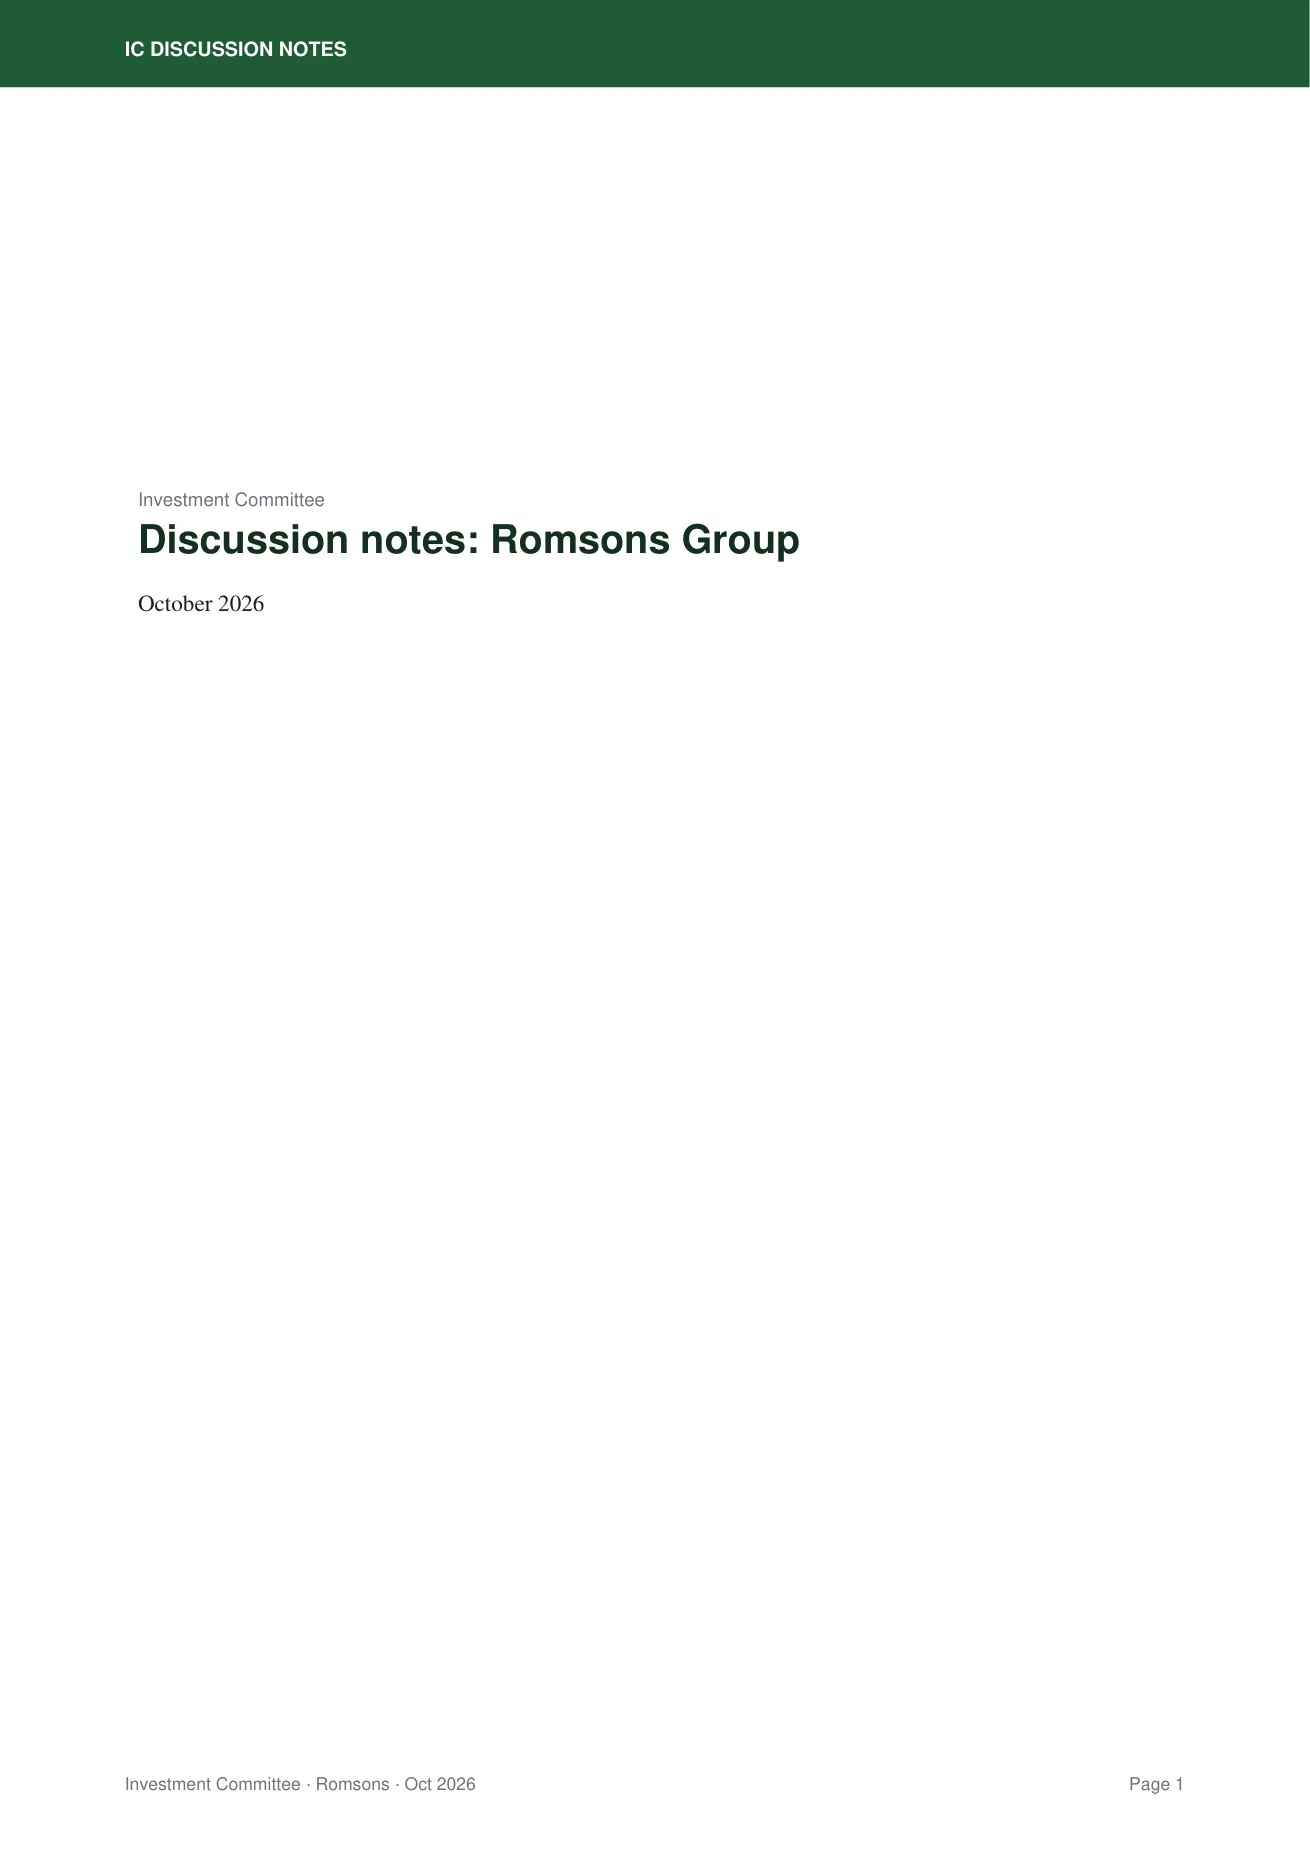 IC DISCUSSION NOTES
Investment Committee
Discussion notes: Romsons Group
October 2026
Investment Committee · Romsons · Oct 2026
Page 1